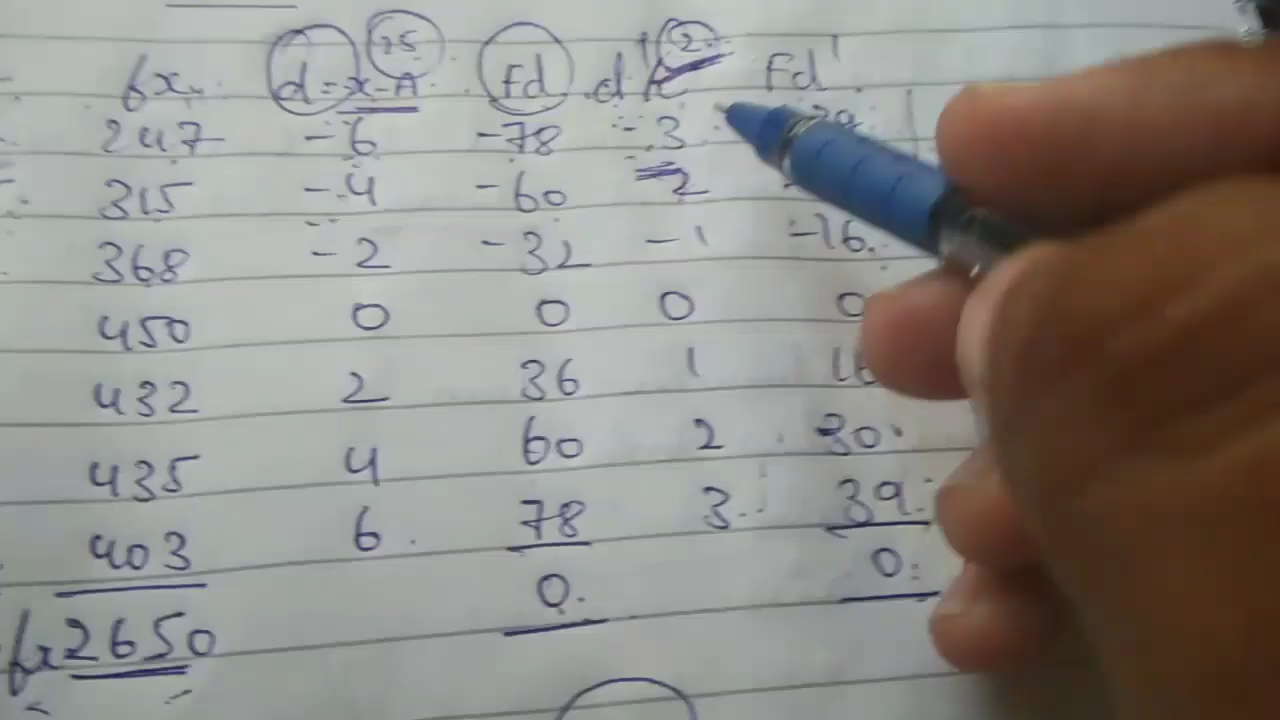 fx d=x-A 25 Fd d' 2 Fd'
247 -6 -78 -3
315 -4 -60 -2
368 -2 -32 -1 -16
450 0 0 0 0
432 2 36 1
435 4 60 2 30
403 6 78 3 39
0 0
fx 2650